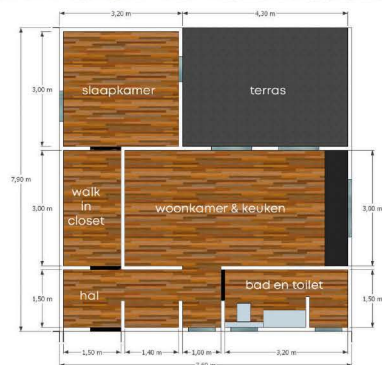 3,20 m
4,30 m
3,00 m
slaapkamer
terras
7,90 m
3,00 m
walk
in
closet
woonkamer & keuken
3,00 m
1,50 m
hal
bad en toilet
1,50 m
1,50 m
1,40 m
1,00 m
3,20 m